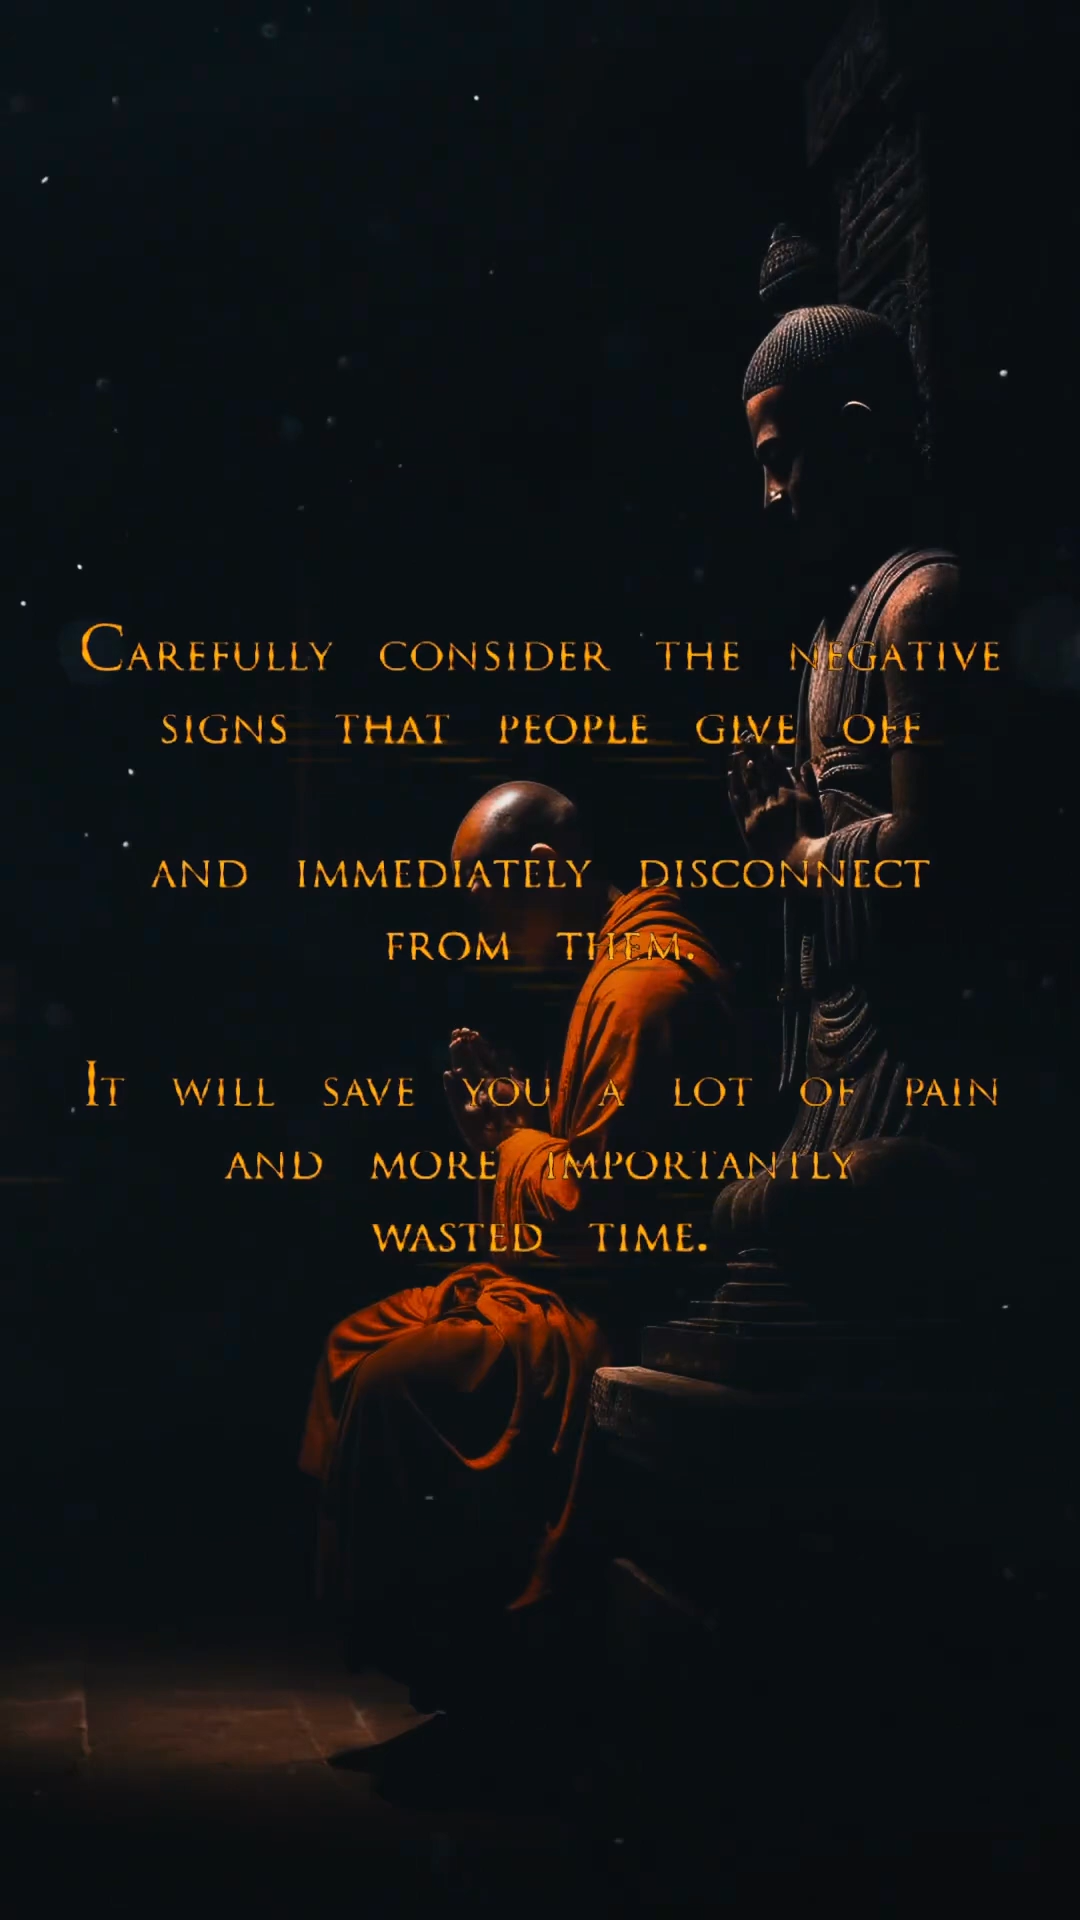 Carefully consider the negative
signs that people give off
and immediately disconnect
from them.
It will save you a lot of pain
and more importantly
wasted time.